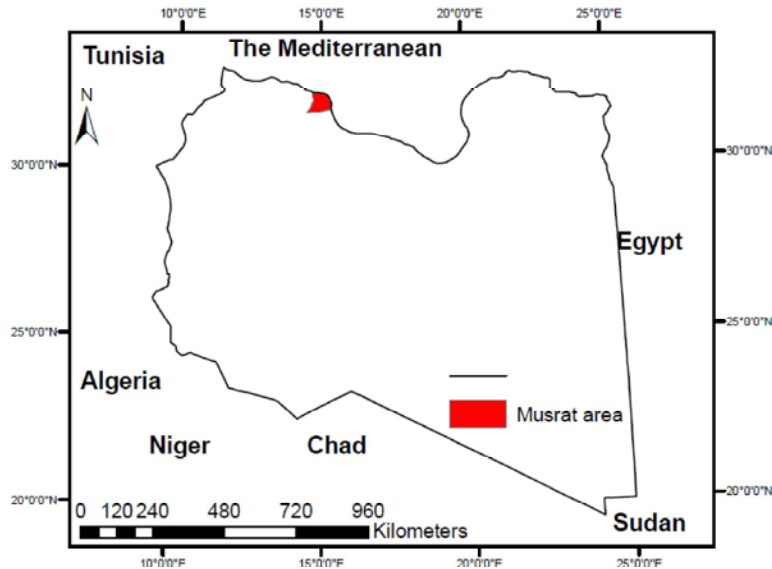 10°0'0"E 15°0'0"E 20°0'0"E 25°0'0"E
The Mediterranean
Tunisia
N
30°0'0"N 30°0'0"N
Egypt
25°0'0"N 25°0'0"N
Algeria
Musrat area
Niger Chad
20°0'0"N 20°0'0"N
0 120 240 480 720 960
Kilometers
Sudan
10°0'0"E 15°0'0"E 20°0'0"E 25°0'0"E